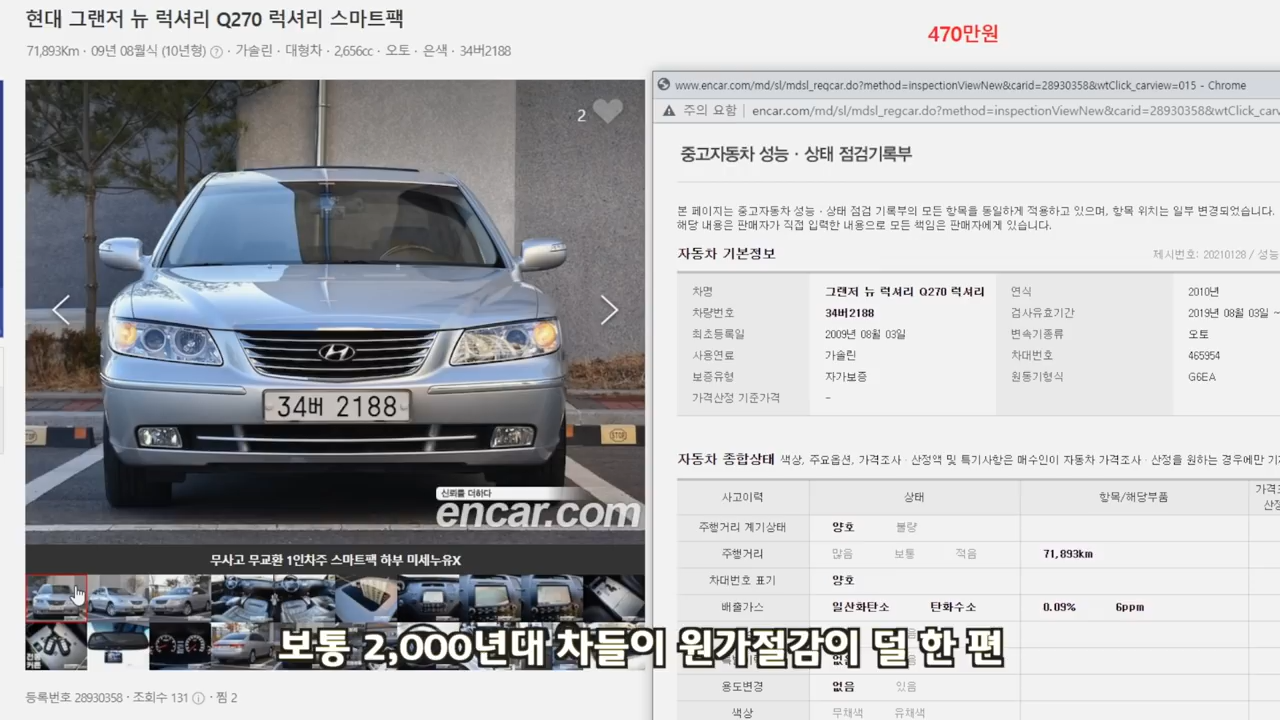 현대 그랜저 뉴 럭셔리 Q270 럭셔리 스마트팩
470만원
71,893Km · 09년 08월식 (10년형) ? · 가솔린 · 대형차 · 2,656cc · 오토 · 은색 · 34버2188
2
34버 2188
STOP
STOP
신뢰를 더하다
encar.com
무사고 무교환 1인차주 스마트팩 하부 미세누유X
등록번호 28930358 · 조회수 131 · 찜 2
www.encar.com/md/sl/mdsl_regcar.do?method=inspectionViewNew&carid=28930358&wtClick_carview=015 - Chrome
주의 요함 | encar.com/md/sl/mdsl_regcar.do?method=inspectionViewNew&carid=28930358&wtClick_car
중고자동차 성능 · 상태 점검기록부
본 페이지는 중고자동차 성능 · 상태 점검 기록부의 모든 항목을 동일하게 적용하고 있으며, 항목 위치는 일부 변경되었습니다.
해당 내용은 판매자가 직접 입력한 내용으로 모든 책임은 판매자에게 있습니다.
자동차 기본정보
제시번호: 20210128 / 성능
차명 그랜저 뉴 럭셔리 Q270 럭셔리 연식 2010년
차량번호 34버2188 검사유효기간 2019년 08월 03일 ~
최초등록일 2009년 08월 03일 변속기종류 오토
사용연료 가솔린 차대번호 465954
보증유형 자가보증 원동기형식 G6EA
가격산정 기준가격 -
자동차 종합상태 색상, 주요옵션, 가격조사 · 산정액 및 특기사항은 매수인이 자동차 가격조사 · 산정을 원하는 경우에만
사고이력 상태 항목/해당부품
주행거리 계기상태 양호 불량
주행거리 많음 보통 적음 71,893km
차대번호 표기 양호
배출가스 일산화탄소 탄화수소 0.09% 6ppm
보통 2,000년대 차들이 원가절감이 덜 한 편
용도변경 없음 있음
색상 무채색 유채색